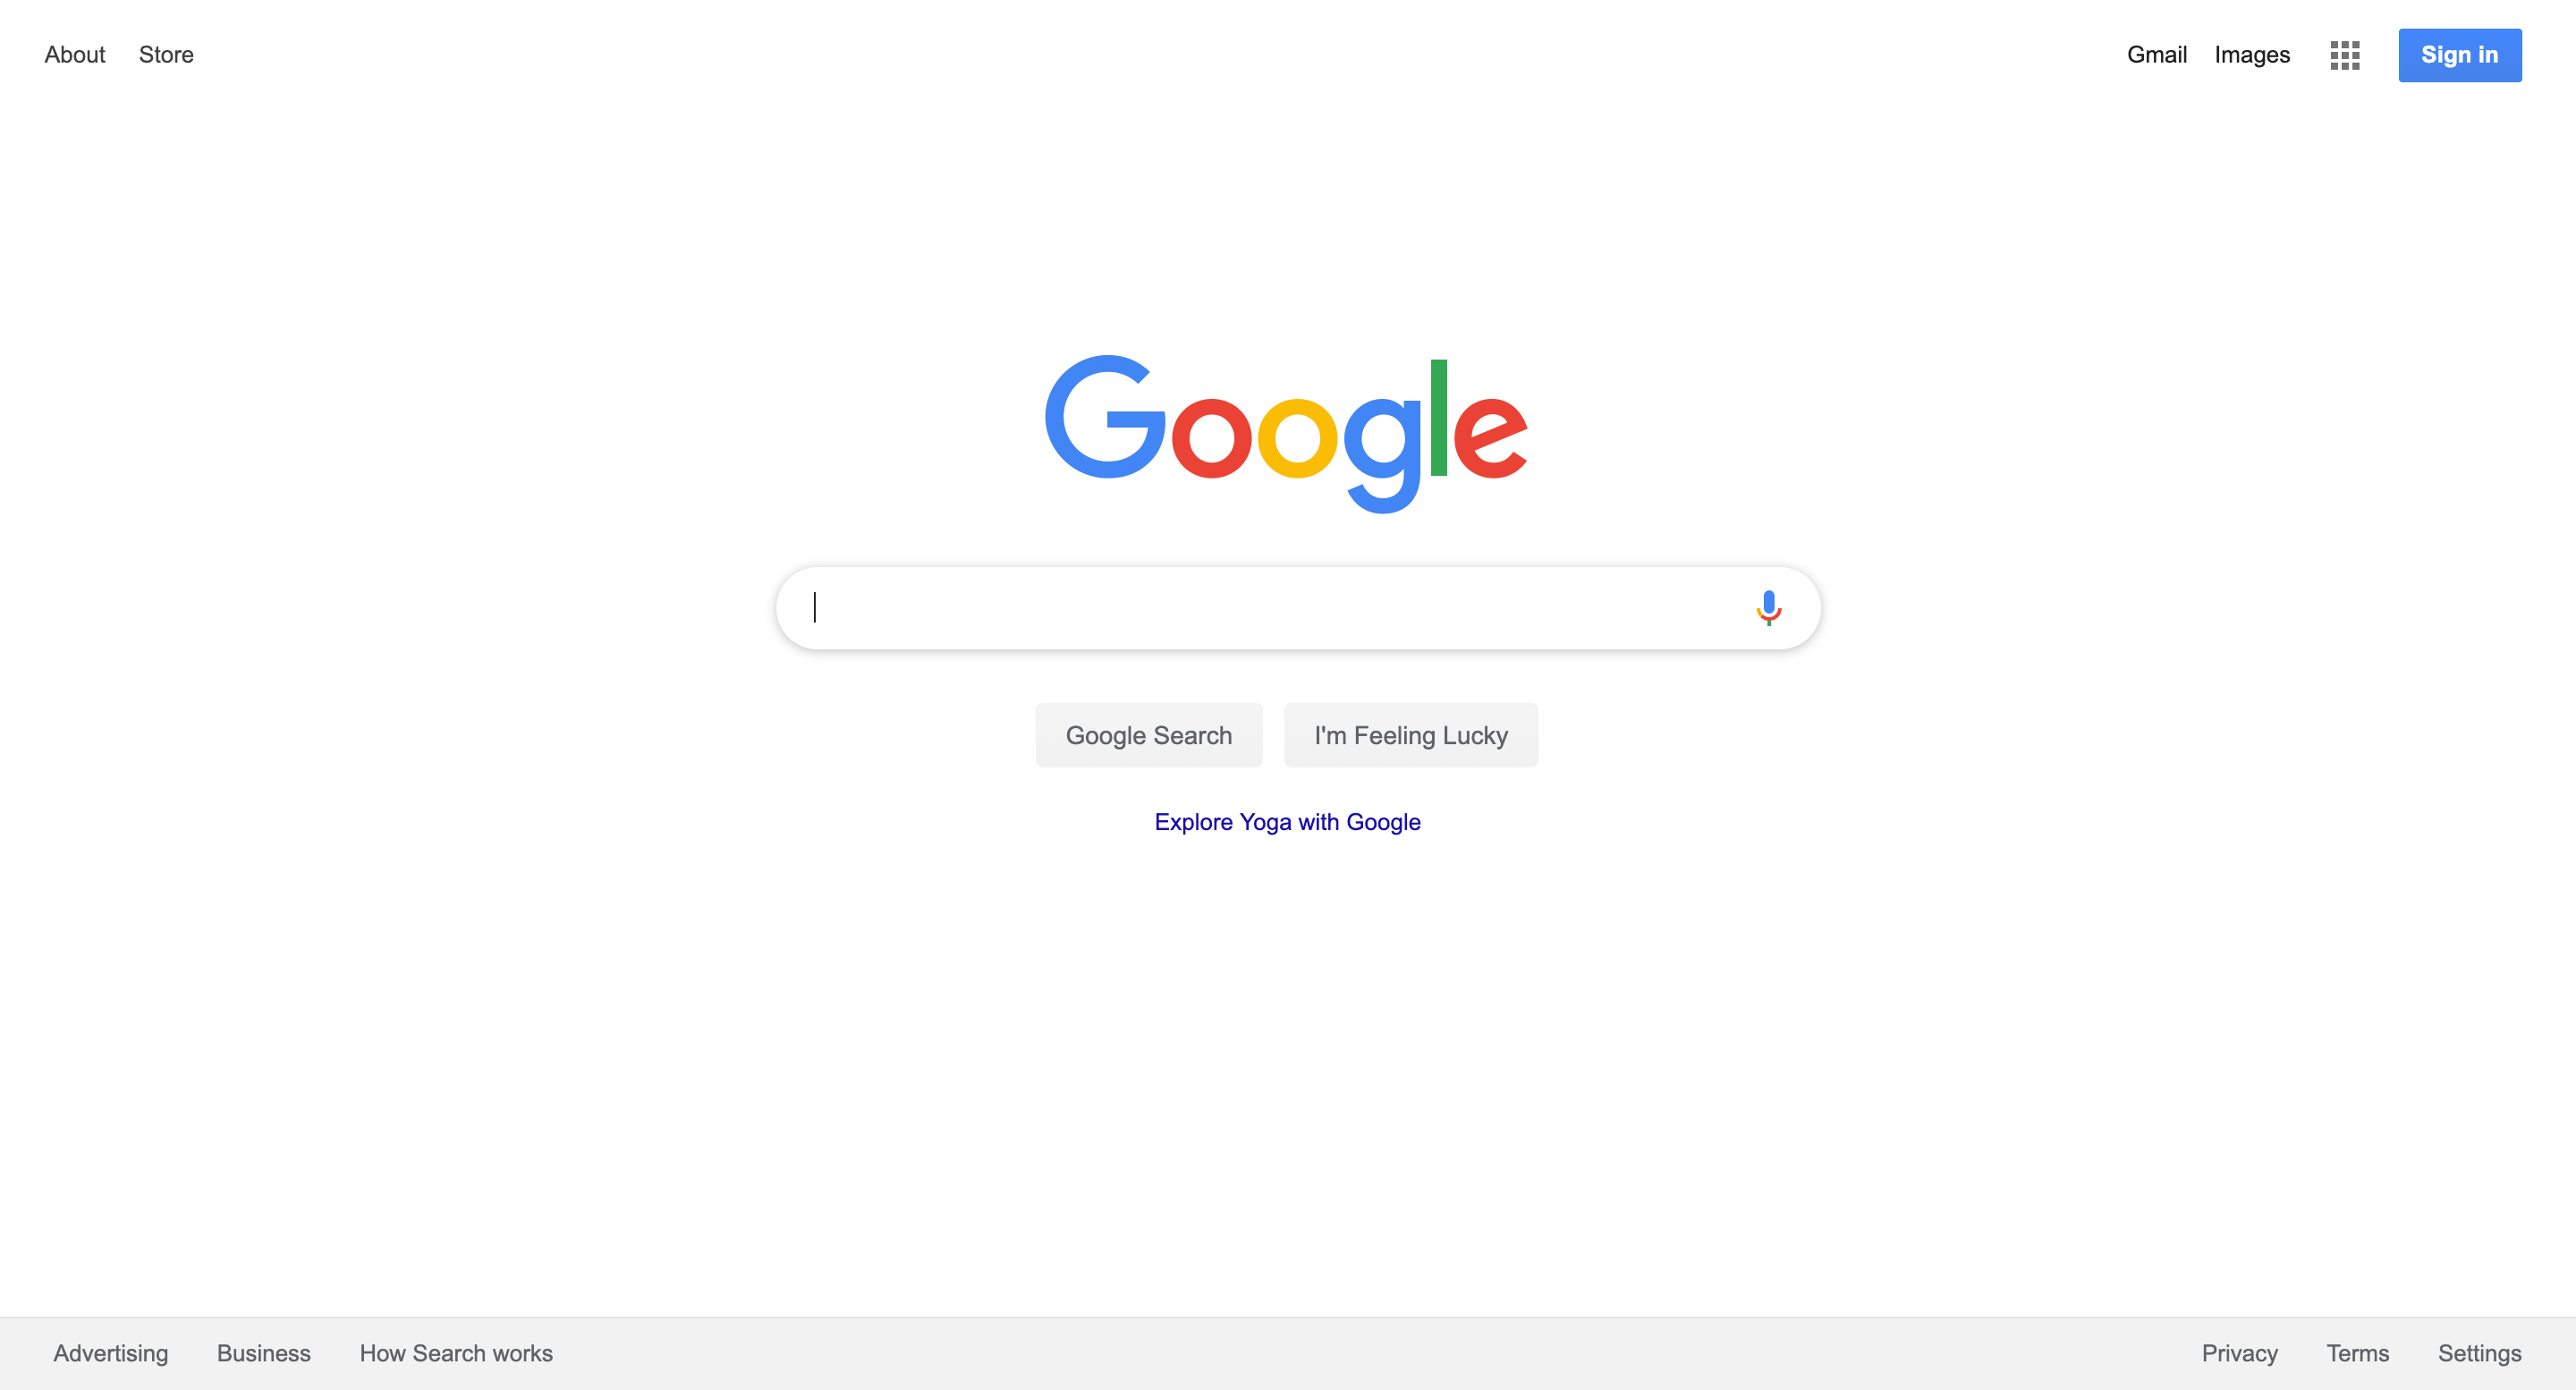 About Store Gmail Images Sign in
Google
Google Search I'm Feeling Lucky
Explore Yoga with Google
Advertising Business How Search works Privacy Terms Settings